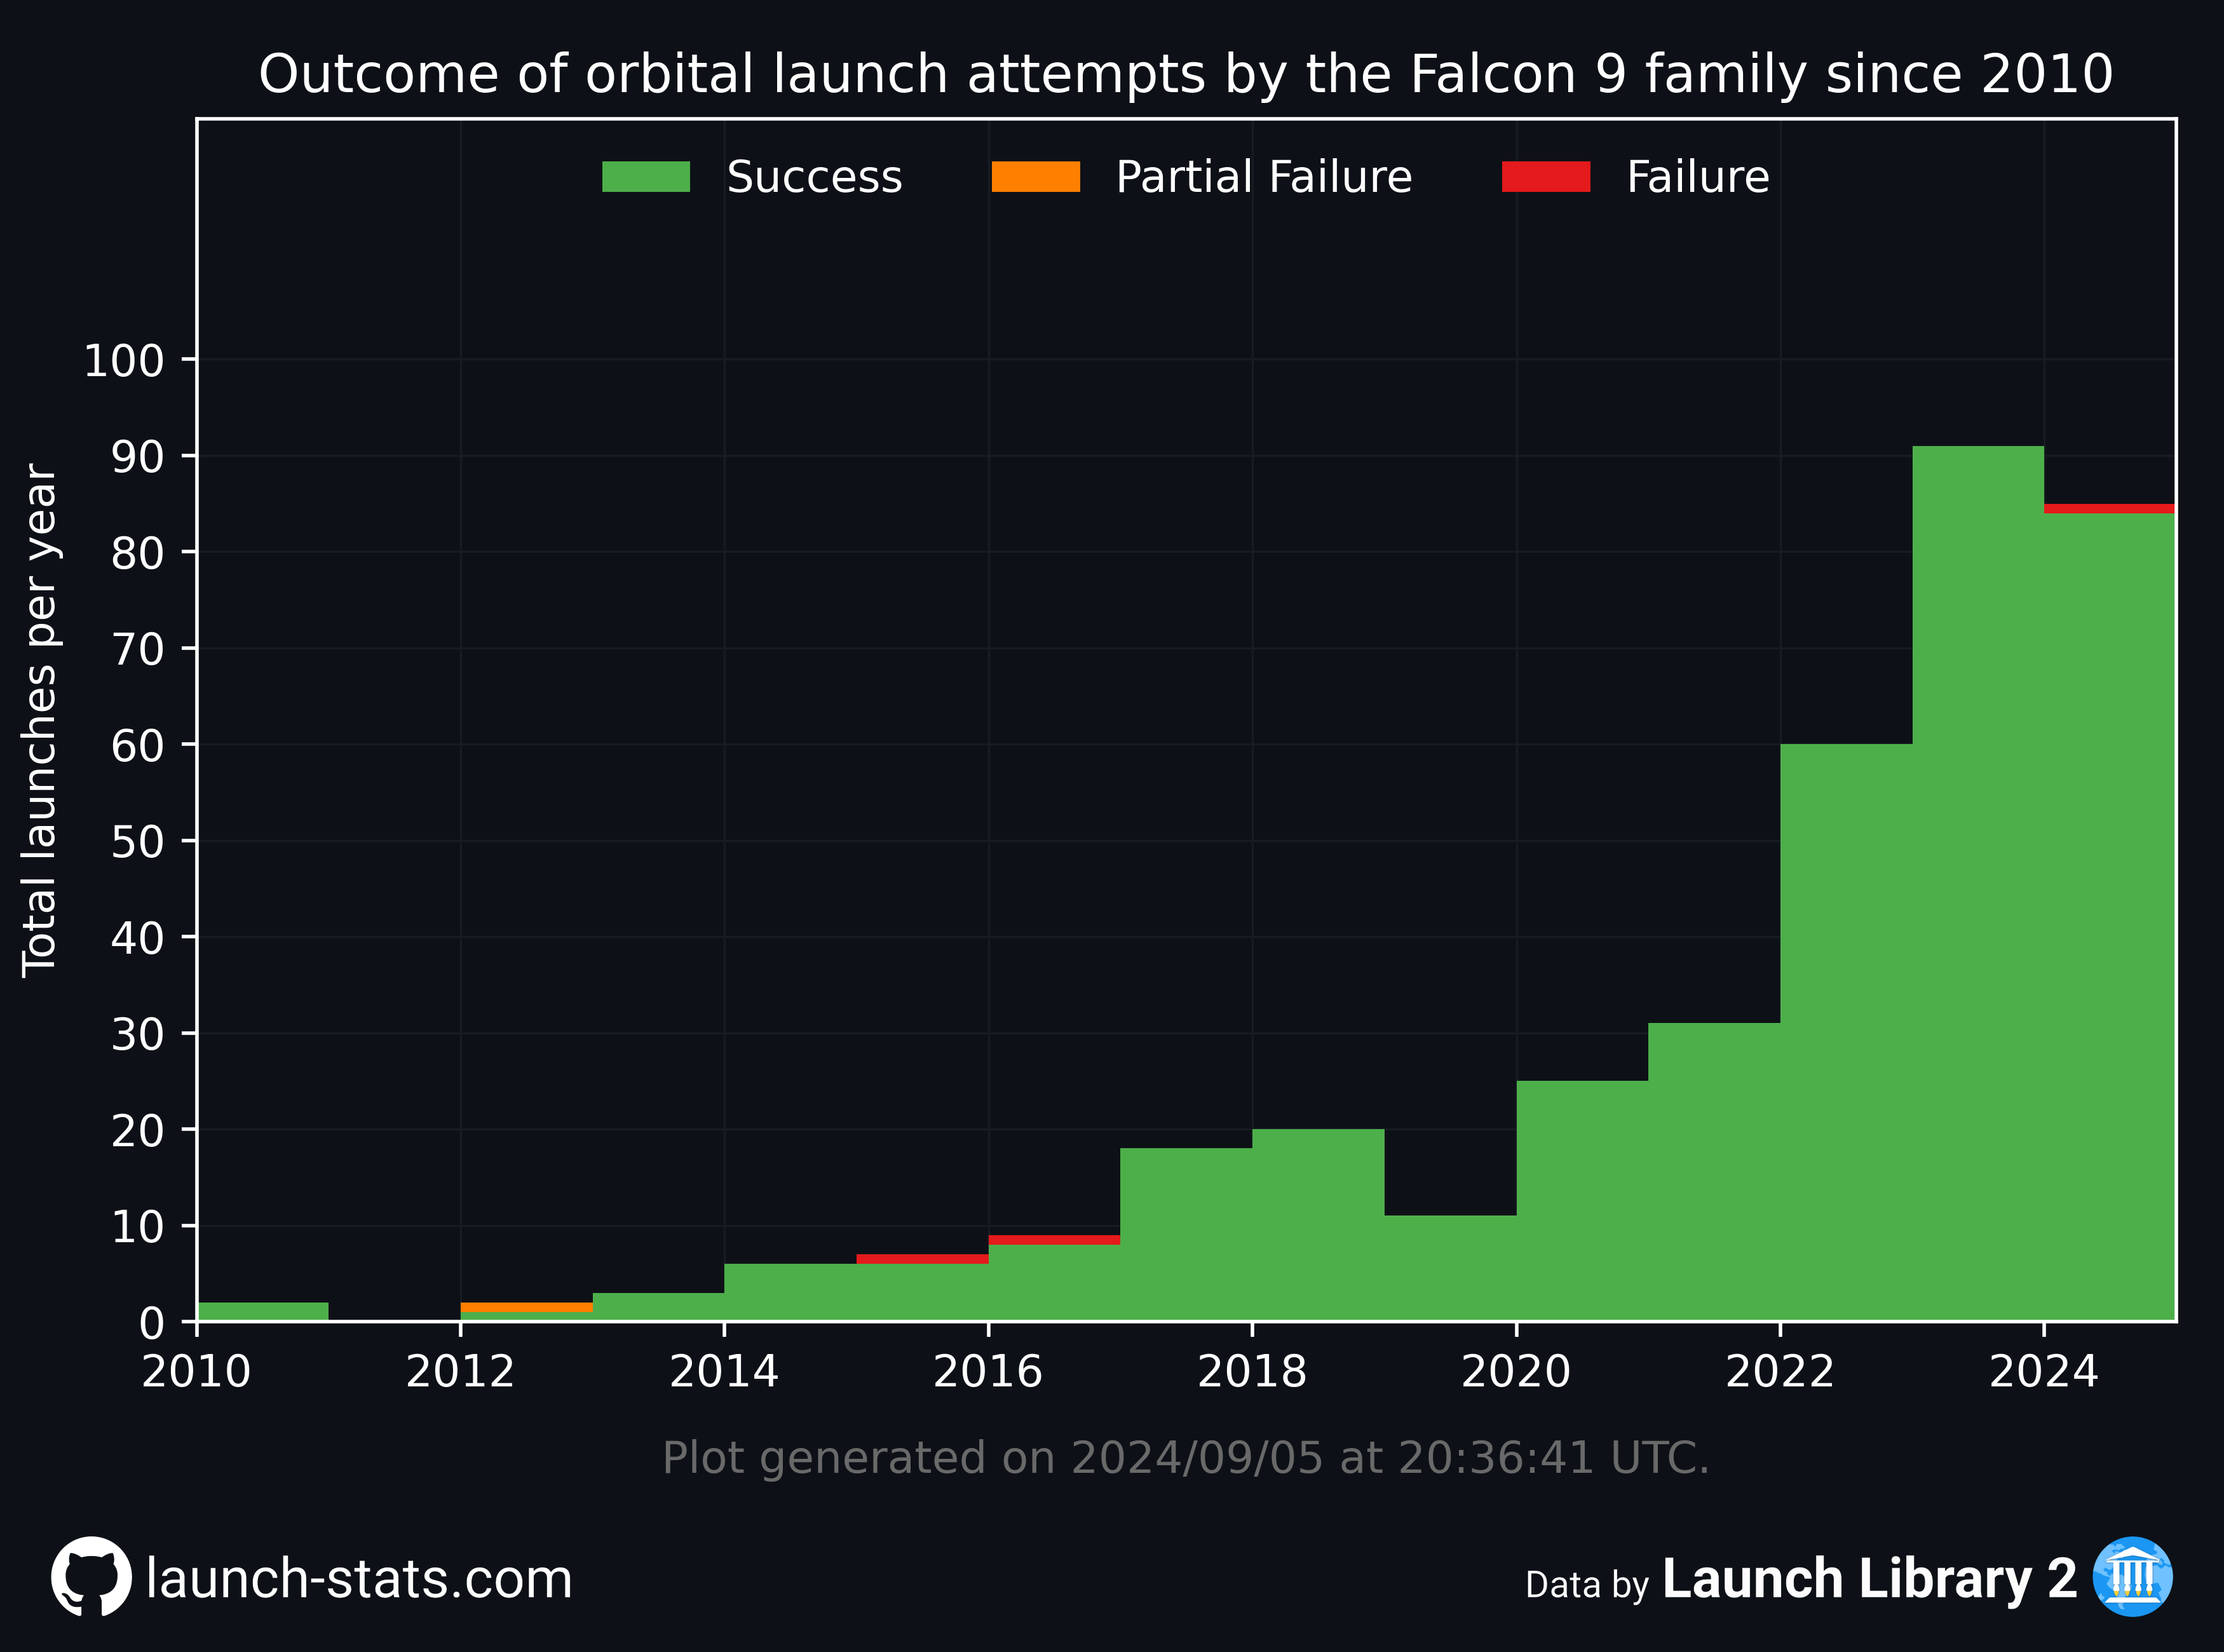 Outcome of orbital launch attempts by the Falcon 9 family since 2010
Success Partial Failure Failure
Total launches per year
100
90
80
70
60
50
40
30
20
10
0
2010 2012 2014 2016 2018 2020 2022 2024
Plot generated on 2024/09/05 at 20:36:41 UTC.
launch-stats.com
Data by Launch Library 2